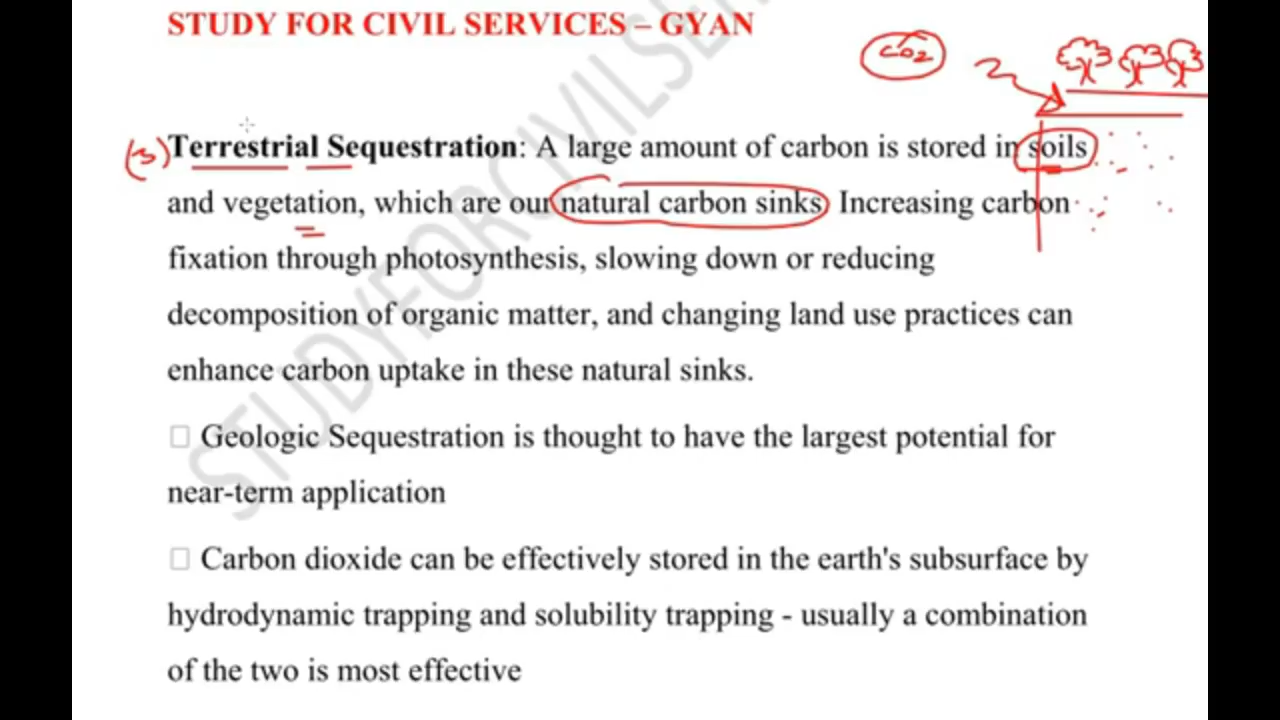 STUDY FOR CIVIL SERVICES – GYAN
CO2
(3) Terrestrial Sequestration: A large amount of carbon is stored in soils
and vegetation, which are our natural carbon sinks. Increasing carbon
fixation through photosynthesis, slowing down or reducing
decomposition of organic matter, and changing land use practices can
enhance carbon uptake in these natural sinks.
Geologic Sequestration is thought to have the largest potential for
near-term application
Carbon dioxide can be effectively stored in the earth's subsurface by
hydrodynamic trapping and solubility trapping - usually a combination
of the two is most effective
STUDYFORCIVILSER